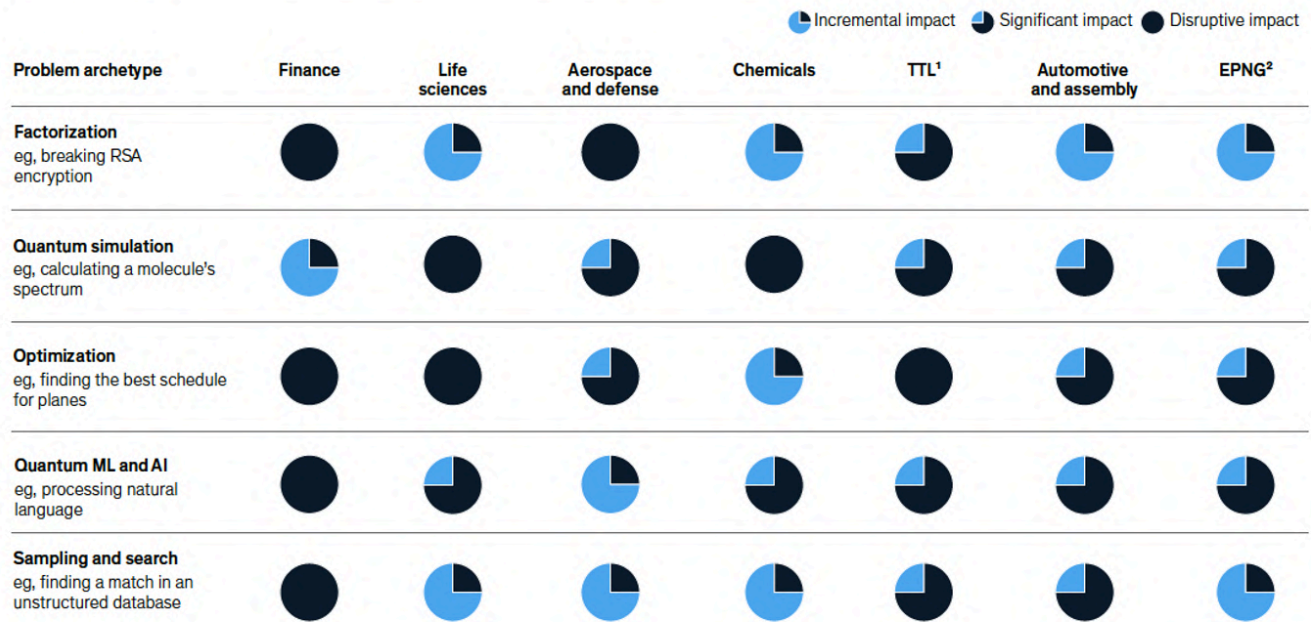 Incremental impact Significant impact Disruptive impact
Problem archetype Finance Life sciences Aerospace and defense Chemicals TTL¹ Automotive and assembly EPNG²
Factorization
eg, breaking RSA
encryption
Quantum simulation
eg, calculating a molecule's
spectrum
Optimization
eg, finding the best schedule
for planes
Quantum ML and AI
eg, processing natural
language
Sampling and search
eg, finding a match in an
unstructured database